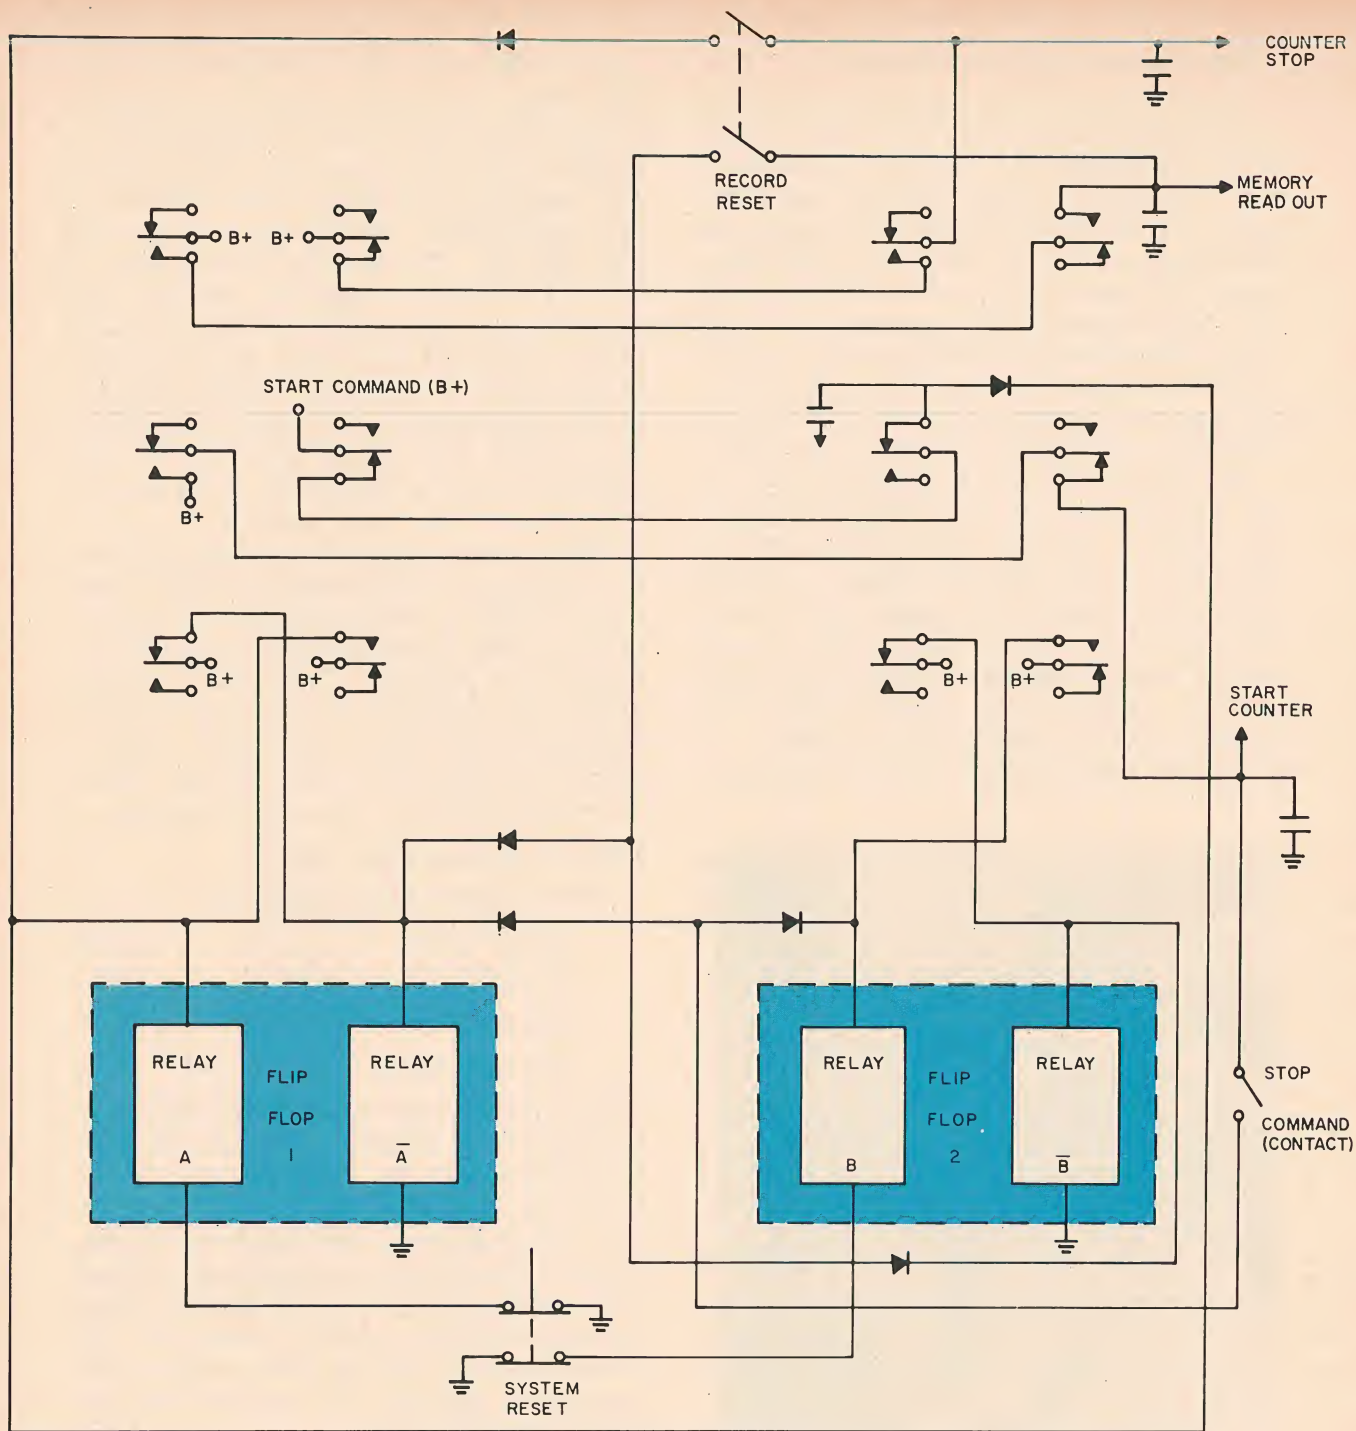 COUNTER
STOP
RECORD
RESET
MEMORY
READ OUT
B+ B+
START COMMAND (B+)
B+
B+ B+ B+ B+
START
COUNTER
RELAY FLIP RELAY
FLOP
A 1 A̅
RELAY FLIP RELAY
FLOP
B 2 B̅
STOP
COMMAND
(CONTACT)
SYSTEM
RESET